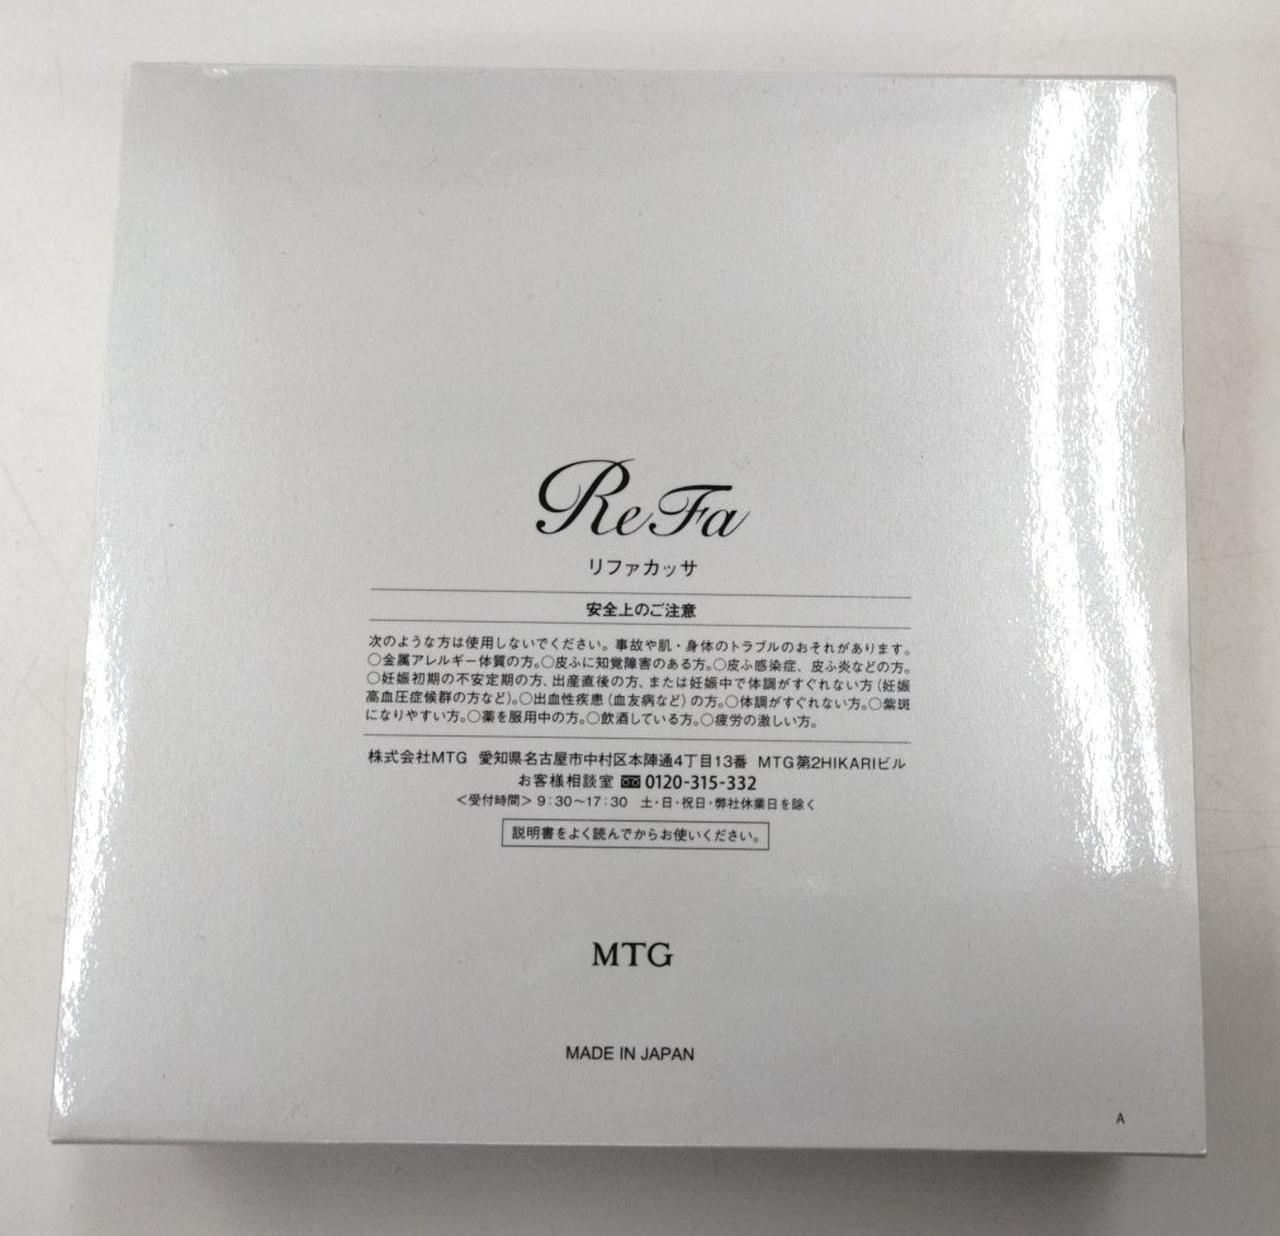 ReFa
リファカッサ
安全上のご注意
次のような方は使用しないでください。事故や肌・身体のトラブルのおそれがあります。
○金属アレルギー体質の方。○皮ふに知覚障害のある方。○皮ふ感染症、皮ふ炎などの方。
○妊娠初期の不安定期の方、出産直後の方、または妊娠中で体調がすぐれない方（妊娠
高血圧症候群の方など）。○出血性疾患（血友病など）の方。○体調がすぐれない方。○紫斑
になりやすい方。○薬を服用中の方。○飲酒している方。○疲労の激しい方。
株式会社MTG 愛知県名古屋市中村区本陣通4丁目13番 MTG第2HIKARIビル
お客様相談室 0120-315-332
＜受付時間＞9：30～17：30 土・日・祝日・弊社休業日を除く
説明書をよく読んでからお使いください。
MTG
MADE IN JAPAN
A